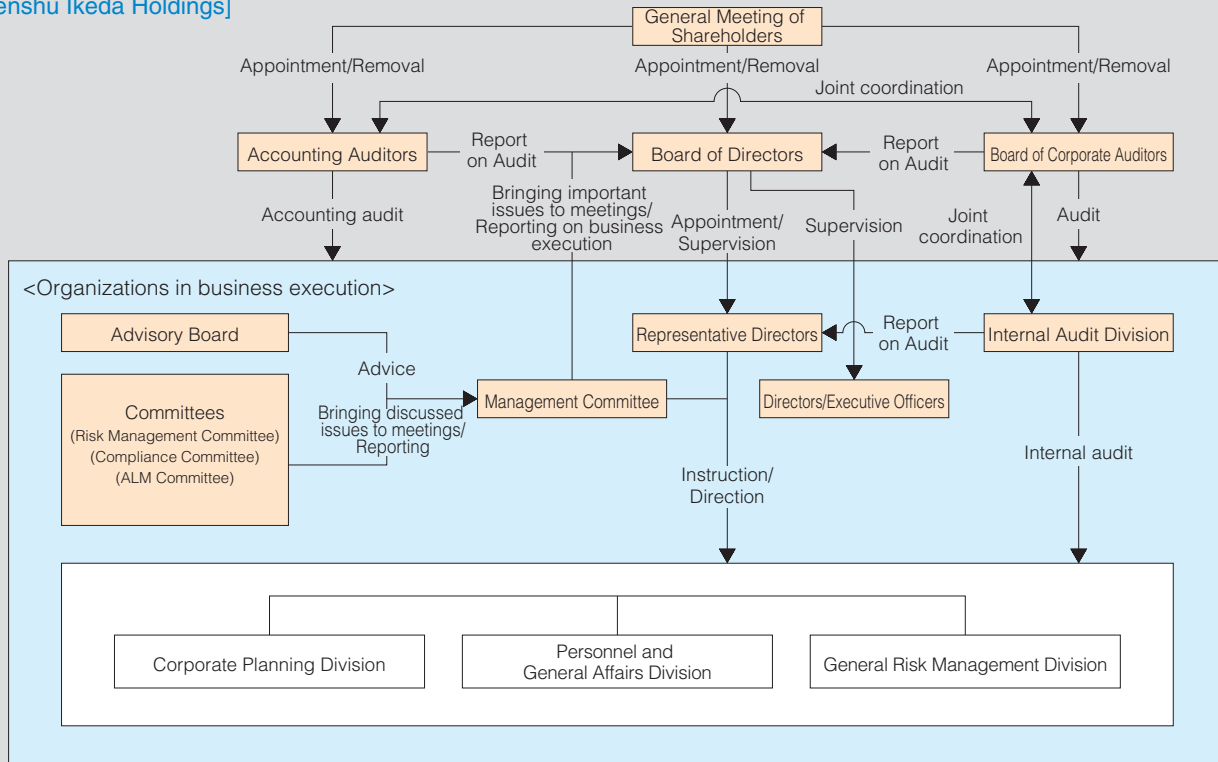 enshu Ikeda Holdings]
General Meeting of
Shareholders
Appointment/Removal
Appointment/Removal
Appointment/Removal
Joint coordination
Accounting Auditors
Report
on Audit
Board of Directors
Report
on Audit
Board of Corporate Auditors
Accounting audit
Bringing important
issues to meetings/
Reporting on business
execution
Appointment/
Supervision
Supervision
Joint
coordination
Audit
<Organizations in business execution>
Advisory Board
Representative Directors
Report
on Audit
Internal Audit Division
Advice
Committees
(Risk Management Committee)
(Compliance Committee)
(ALM Committee)
Bringing discussed
issues to meetings/
Reporting
Management Committee
Directors/Executive Officers
Instruction/
Direction
Internal audit
Corporate Planning Division
Personnel and
General Affairs Division
General Risk Management Division